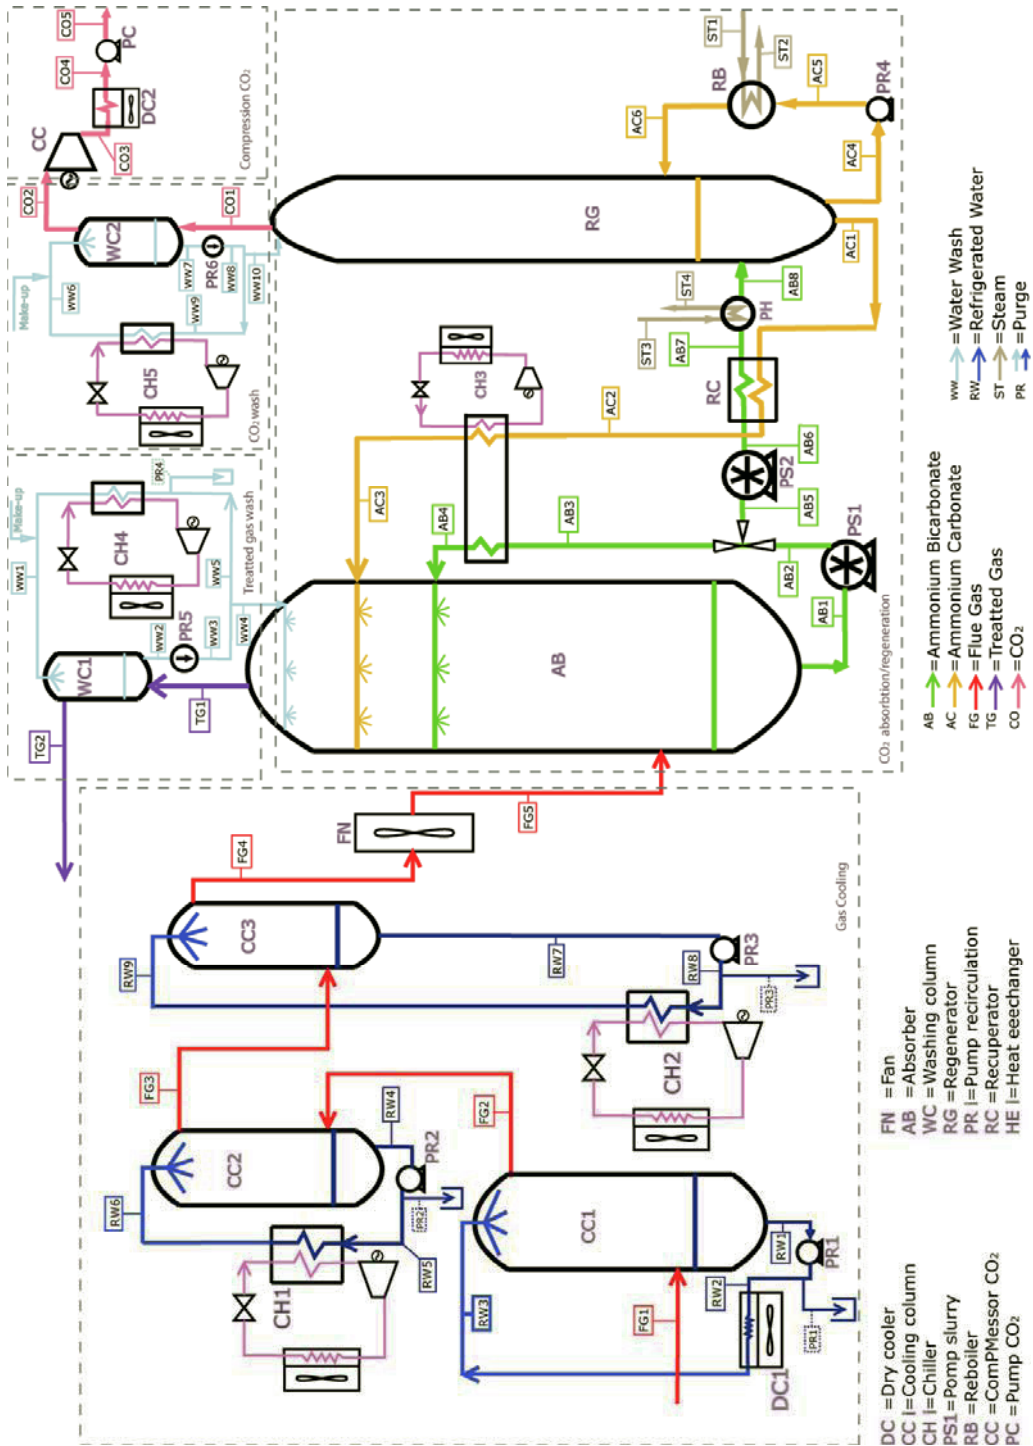 CO5
PC
CO4
DC2
CC
CO3
Compression CO₂
CO2
WC2
CO1
PR6
WW7
WW8
WW10
WW6
Make-up
WW9
CH5
CO₂ wash
ST1
ST2
RB
AC5
PR4
AC6
AC4
RG
AC1
AB8
ST4
PH
ST3
AB7
RC
CH3
AC2
AB6
PS2
AB5
AC3
AB4
AB3
PS1
AB2
AB1
AB
CO₂ absorbtion/regeneration
PR4
Make-up
WW1
CH4
WW5
Treatted gas wash
WW2
PR5
WW3
WW4
WC1
TG1
TG2
FN
FG5
FG4
CC3
Gas Cooling
RW9
RW7
PR3
RW8
PR3
CH2
FG3
FG2
RW4
CC2
PR2
RW6
PR2
RW5
CH1
CC1
RW1
PR1
RW2
RW3
FG1
PR1
DC1
DC =Dry cooler
CC i=Cooling column
CH i=Chiller
PS1=Pomp slurry
RB =Reboiler
CC =ComPMessor CO₂
PC =Pump CO₂
FN =Fan
AB =Absorber
WC =Washing column
RG =Regenerator
PR i=Pump recirculation
RC =Recuperator
HE i=Heat eeechanger
AB =Ammonium Bicarbonate
AC =Ammonium Carbonate
FG =Flue Gas
TG =Treatted Gas
CO =CO₂
WW =Water Wash
RW =Refrigerated Water
ST =Steam
PR =Purge